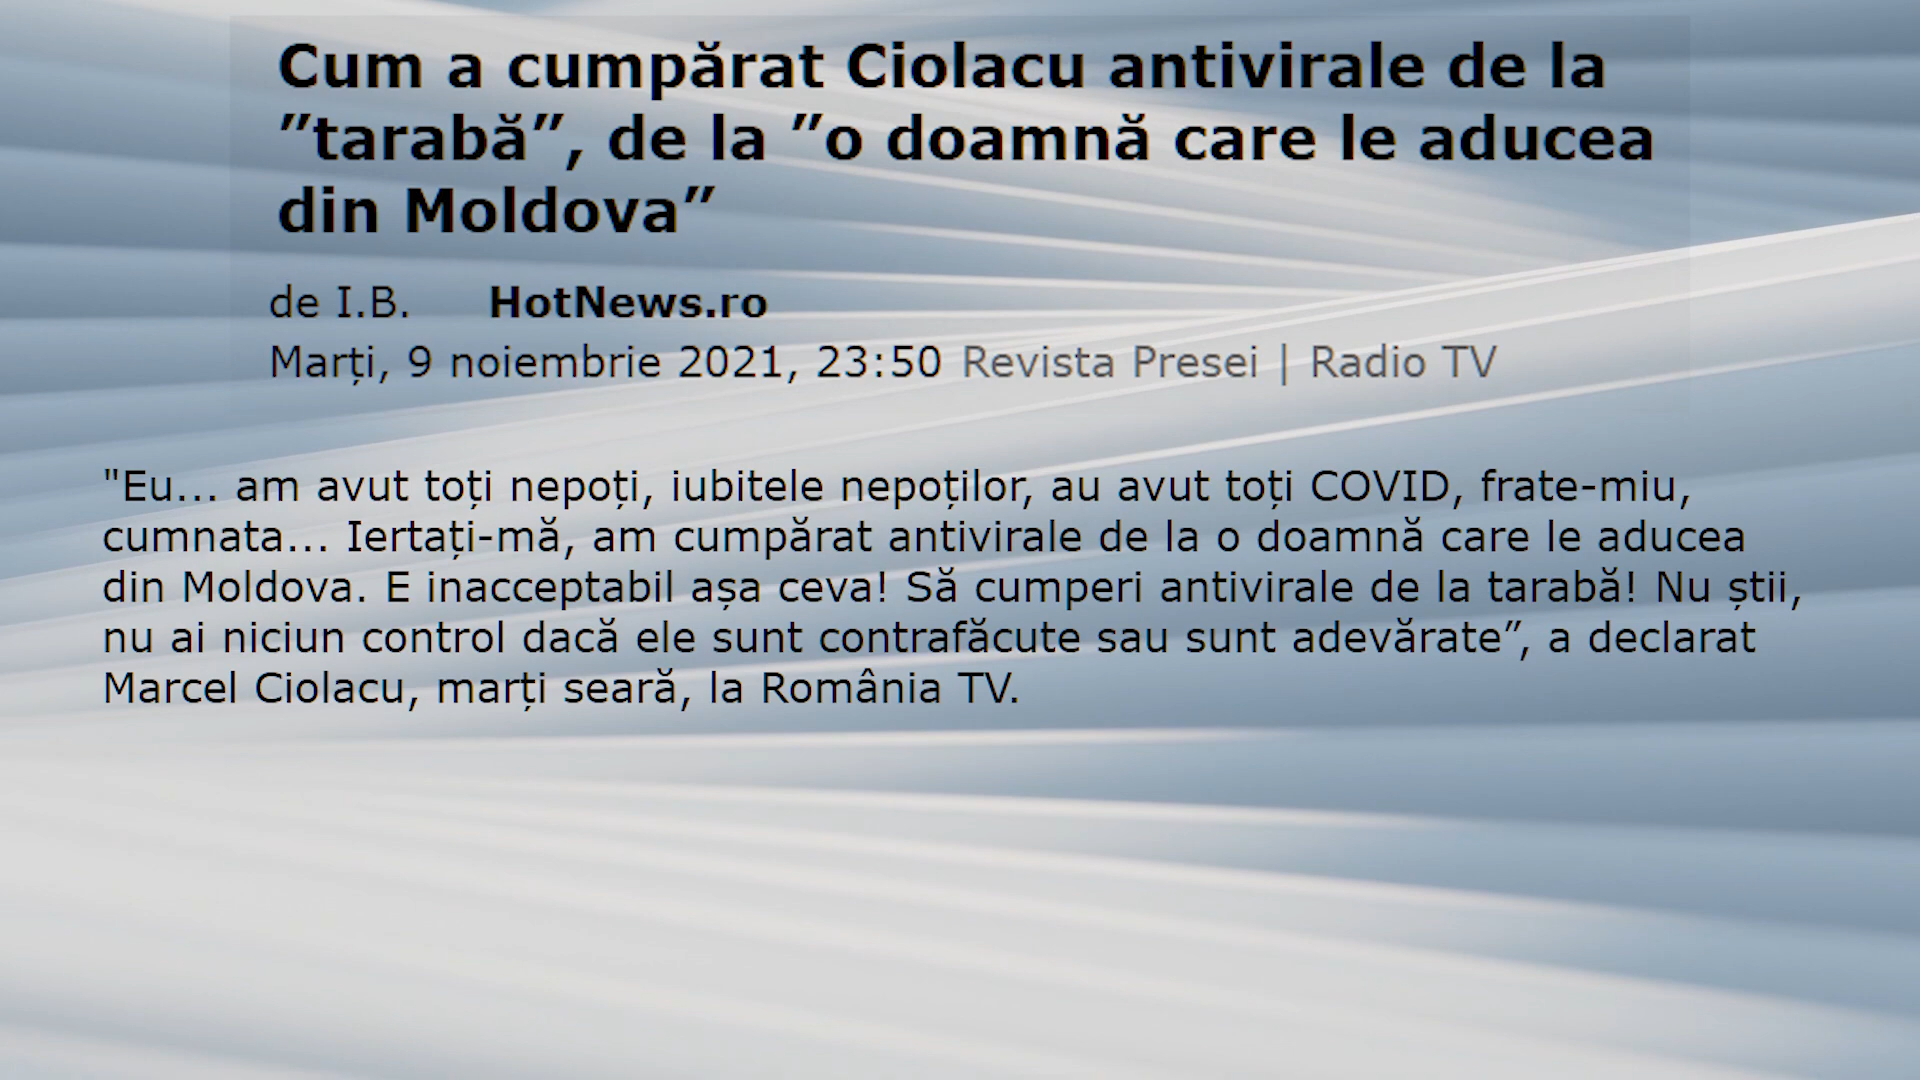 Cum a cumpărat Ciolacu antivirale de la
”tarabă”, de la ”o doamnă care le aducea
din Moldova”
de I.B. HotNews.ro
Marți, 9 noiembrie 2021, 23:50 Revista Presei | Radio TV
"Eu... am avut toți nepoți, iubitele nepoților, au avut toți COVID, frate-miu,
cumnata... Iertați-mă, am cumpărat antivirale de la o doamnă care le aducea
din Moldova. E inacceptabil așa ceva! Să cumperi antivirale de la tarabă! Nu știi,
nu ai niciun control dacă ele sunt contrafăcute sau sunt adevărate”, a declarat
Marcel Ciolacu, marți seară, la România TV.